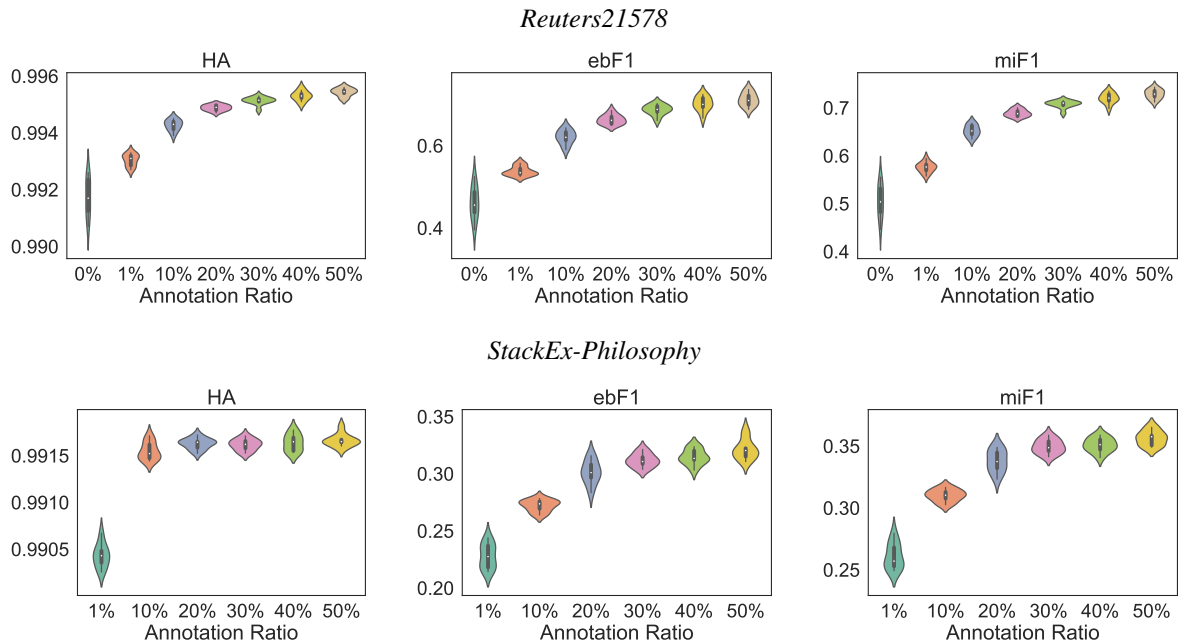 Reuters21578
HA
ebF1
miF1
0.996
0.994
0.992
0.990
0.6
0.4
0.7
0.6
0.5
0.4
0% 1% 10% 20% 30% 40% 50%
0% 1% 10% 20% 30% 40% 50%
0% 1% 10% 20% 30% 40% 50%
Annotation Ratio
Annotation Ratio
Annotation Ratio
StackEx-Philosophy
HA
ebF1
miF1
0.9915
0.9910
0.9905
0.35
0.30
0.25
0.20
0.35
0.30
0.25
1% 10% 20% 30% 40% 50%
1% 10% 20% 30% 40% 50%
1% 10% 20% 30% 40% 50%
Annotation Ratio
Annotation Ratio
Annotation Ratio